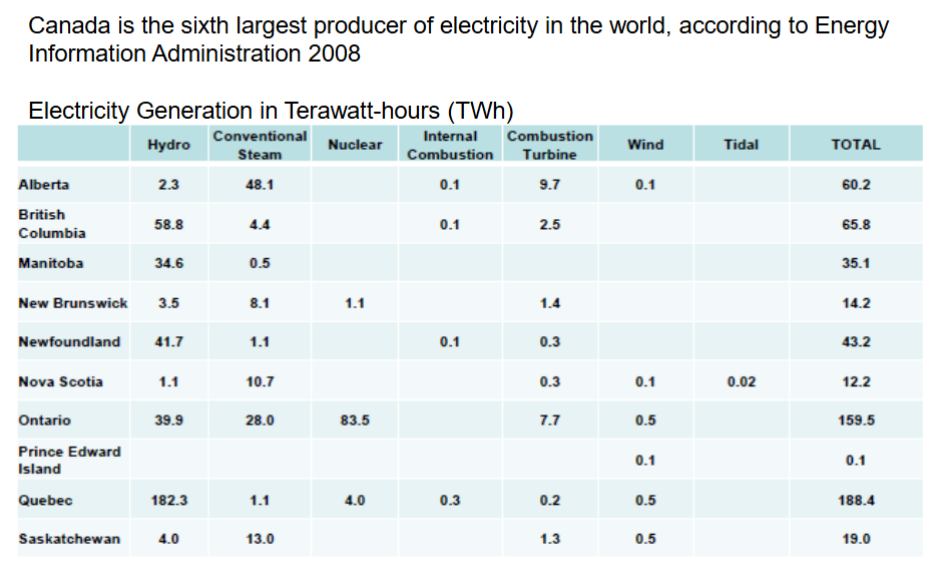 Canada is the sixth largest producer of electricity in the world, according to Energy
Information Administration 2008
Electricity Generation in Terawatt-hours (TWh)
Hydro Conventional Steam Nuclear Internal Combustion Combustion Turbine Wind Tidal TOTAL
Alberta 2.3 48.1 0.1 9.7 0.1 60.2
British Columbia 58.8 4.4 0.1 2.5 65.8
Manitoba 34.6 0.5 35.1
New Brunswick 3.5 8.1 1.1 1.4 14.2
Newfoundland 41.7 1.1 0.1 0.3 43.2
Nova Scotia 1.1 10.7 0.3 0.1 0.02 12.2
Ontario 39.9 28.0 83.5 7.7 0.5 159.5
Prince Edward Island 0.1 0.1
Quebec 182.3 1.1 4.0 0.3 0.2 0.5 188.4
Saskatchewan 4.0 13.0 1.3 0.5 19.0